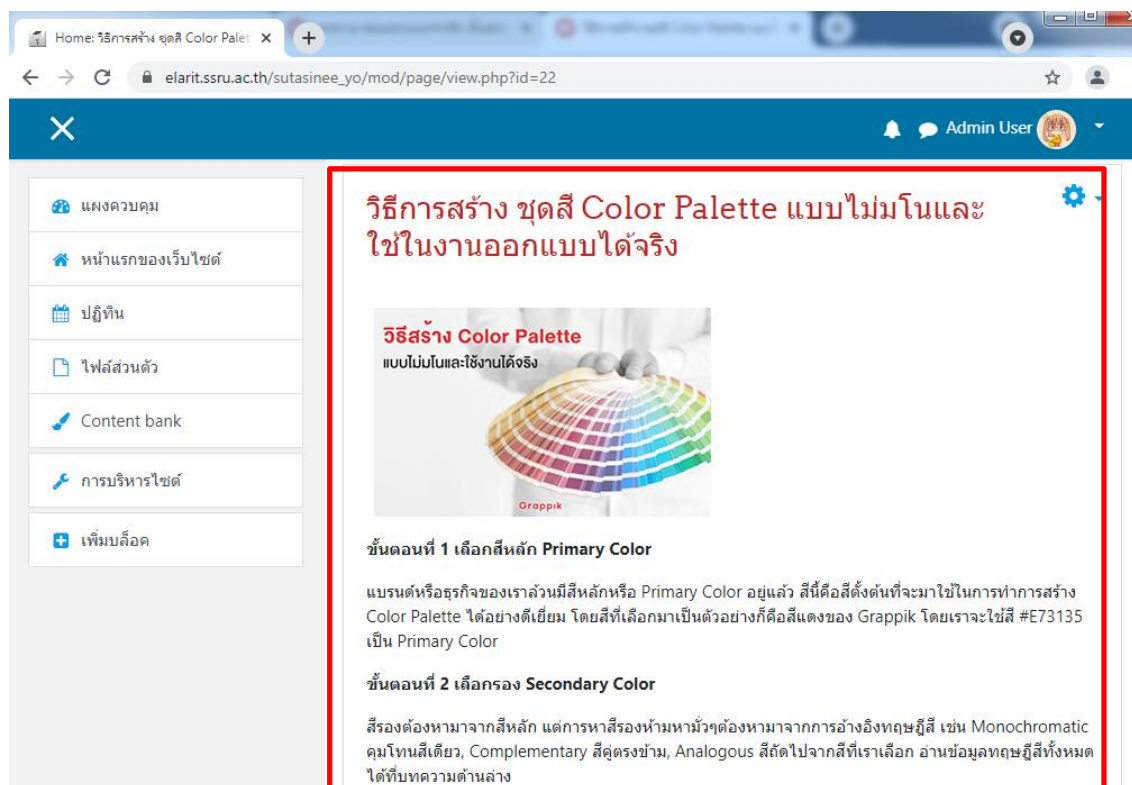 Home: วิธีการสร้าง ชุดสี Color Palet
elarit.ssru.ac.th/sutasinee_yo/mod/page/view.php?id=22
Admin User
แผงควบคุม
หน้าแรกของเว็บไซต์
ปฏิทิน
ไฟล์ส่วนตัว
Content bank
การบริหารไซต์
เพิ่มบล็อค
วิธีการสร้าง ชุดสี Color Palette แบบไม่มโนและ
ใช้ในงานออกแบบได้จริง
วิธีสร้าง Color Palette
แบบไม่มโนและใช้งานได้จริง
Grappik
ขั้นตอนที่ 1 เลือกสีหลัก Primary Color
แบรนด์หรือธุรกิจของเราล้วนมีสีหลักหรือ Primary Color อยู่แล้ว สีนี้คือสีตั้งต้นที่จะมาใช้ในการทำการสร้าง
Color Palette ได้อย่างดีเยี่ยม โดยสีที่เลือกมาเป็นตัวอย่างก็คือสีแดงของ Grappik โดยเราจะใช้สี #E73135
เป็น Primary Color
ขั้นตอนที่ 2 เลือกรอง Secondary Color
สีรองต้องหามาจากสีหลัก แต่การหาสีรองห้ามหามั่วๆต้องหามาจากการอ้างอิงทฤษฎีสี เช่น Monochromatic
คุมโทนสีเดียว, Complementary สีคู่ตรงข้าม, Analogous สีถัดไปจากสีที่เราเลือก อ่านข้อมูลทฤษฎีสีทั้งหมด
ได้ที่บทความด้านล่าง